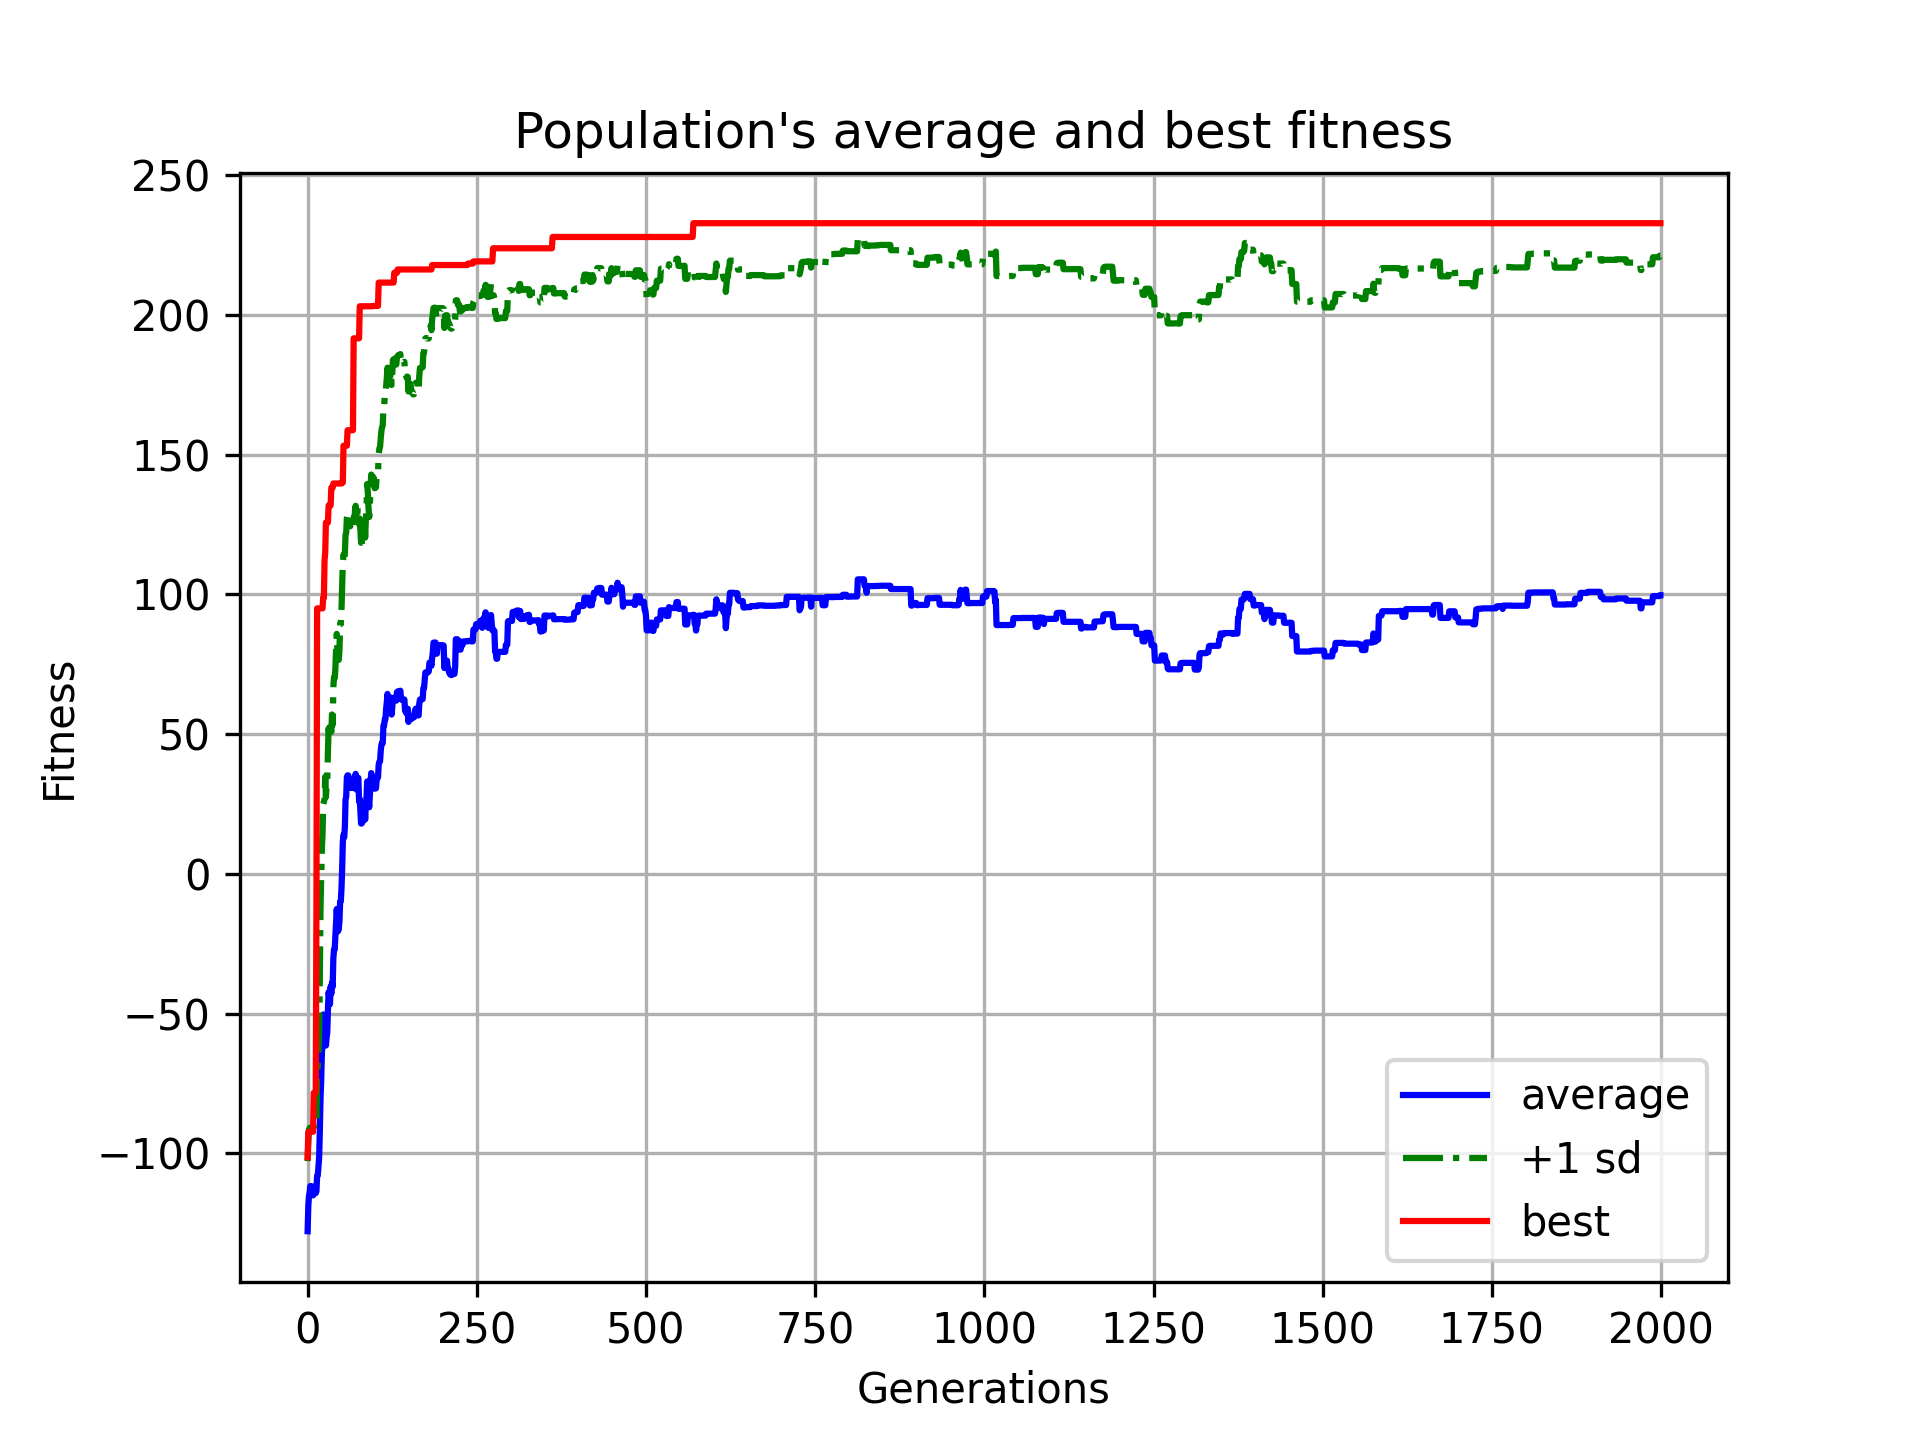 Population's average and best fitness
250
200
150
100
50
0
−50
−100
Fitness
average
+1 sd
best
0 250 500 750 1000 1250 1500 1750 2000
Generations